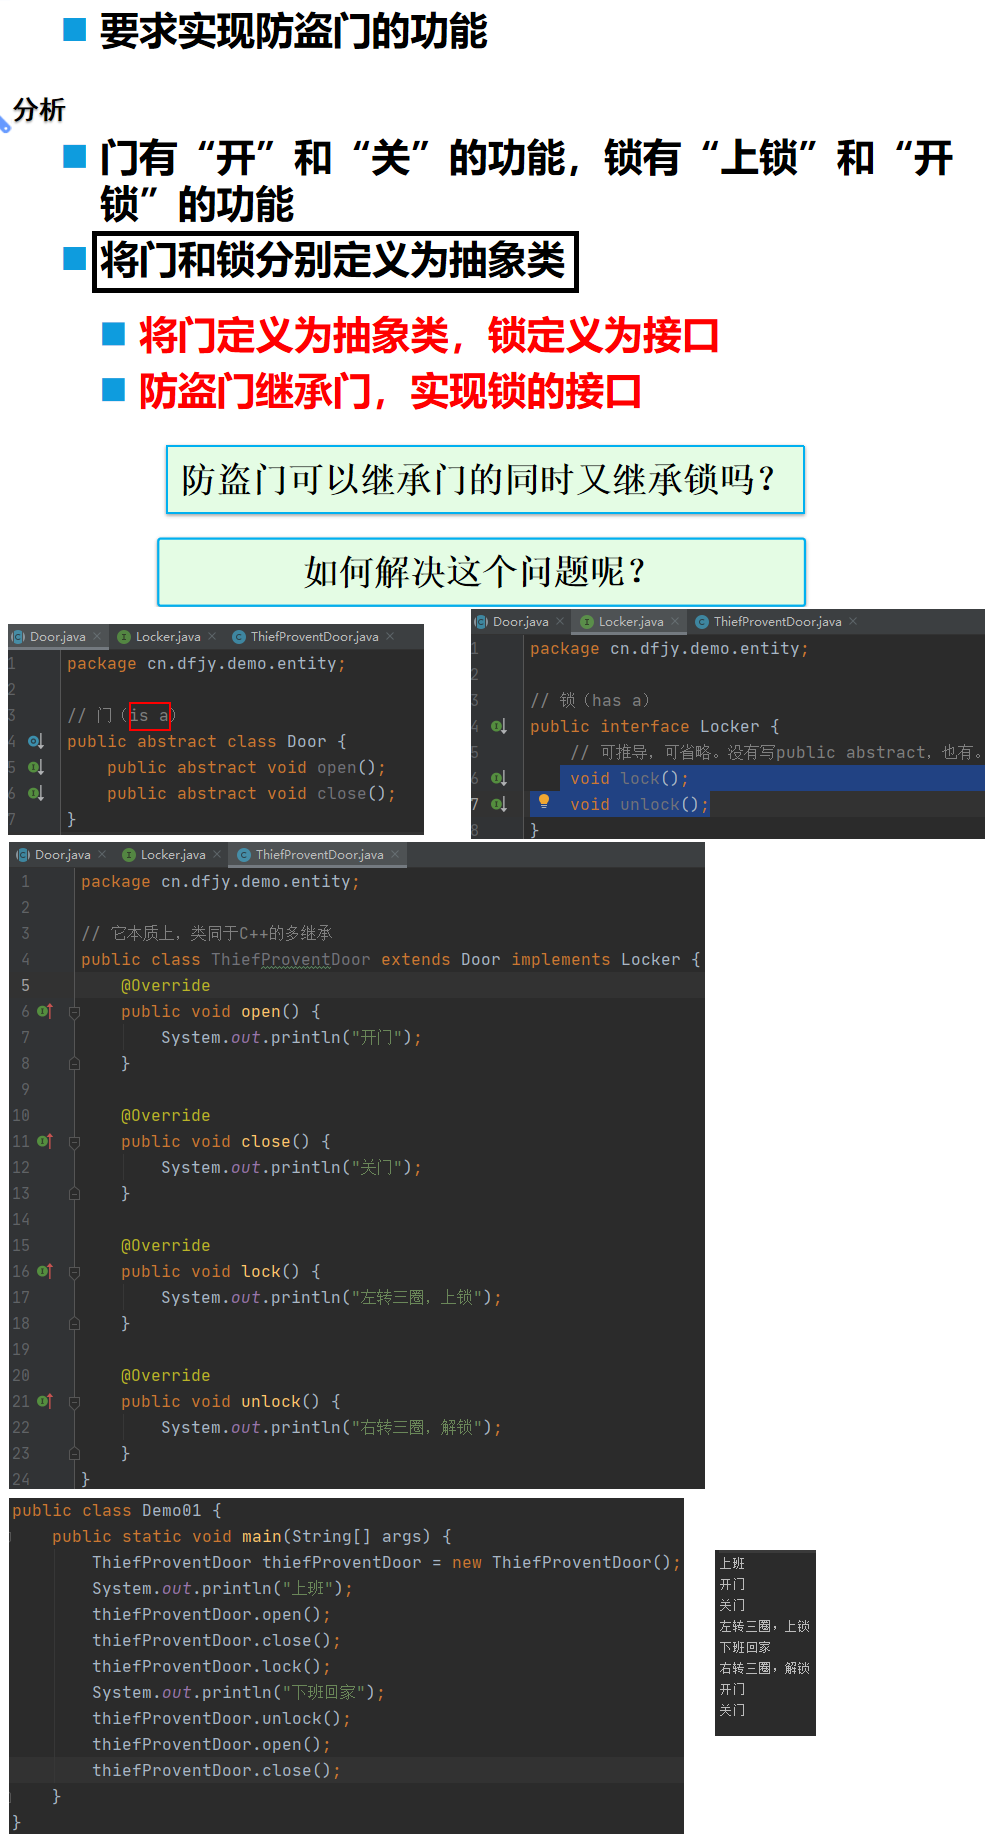 要求实现防盗门的功能
分析
门有“开”和“关”的功能，锁有“上锁”和“开
锁”的功能
将门和锁分别定义为抽象类
将门定义为抽象类，锁定义为接口
防盗门继承门，实现锁的接口
防盗门可以继承门的同时又继承锁吗？
如何解决这个问题呢？
Door.java × Locker.java × ThiefProventDoor.java ×
1 package cn.dfjy.demo.entity;
2
3 // 门（is a）
4 public abstract class Door {
5 public abstract void open();
6 public abstract void close();
7 }
Door.java × Locker.java × ThiefProventDoor.java ×
1 package cn.dfjy.demo.entity;
2
3 // 锁（has a）
4 public interface Locker {
5 // 可推导，可省略。没有写public abstract，也有。
6 void lock();
7 void unlock();
8 }
Door.java × Locker.java × ThiefProventDoor.java ×
1 package cn.dfjy.demo.entity;
2
3 // 它本质上，类同于C++的多继承
4 public class ThiefProventDoor extends Door implements Locker {
5 @Override
6 public void open() {
7 System.out.println("开门");
8 }
9
10 @Override
11 public void close() {
12 System.out.println("关门");
13 }
14
15 @Override
16 public void lock() {
17 System.out.println("左转三圈，上锁");
18 }
19
20 @Override
21 public void unlock() {
22 System.out.println("右转三圈，解锁");
23 }
24 }
public class Demo01 {
public static void main(String[] args) {
ThiefProventDoor thiefProventDoor = new ThiefProventDoor();
System.out.println("上班");
thiefProventDoor.open();
thiefProventDoor.close();
thiefProventDoor.lock();
System.out.println("下班回家");
thiefProventDoor.unlock();
thiefProventDoor.open();
thiefProventDoor.close();
}
}
上班
开门
关门
左转三圈，上锁
下班回家
右转三圈，解锁
开门
关门